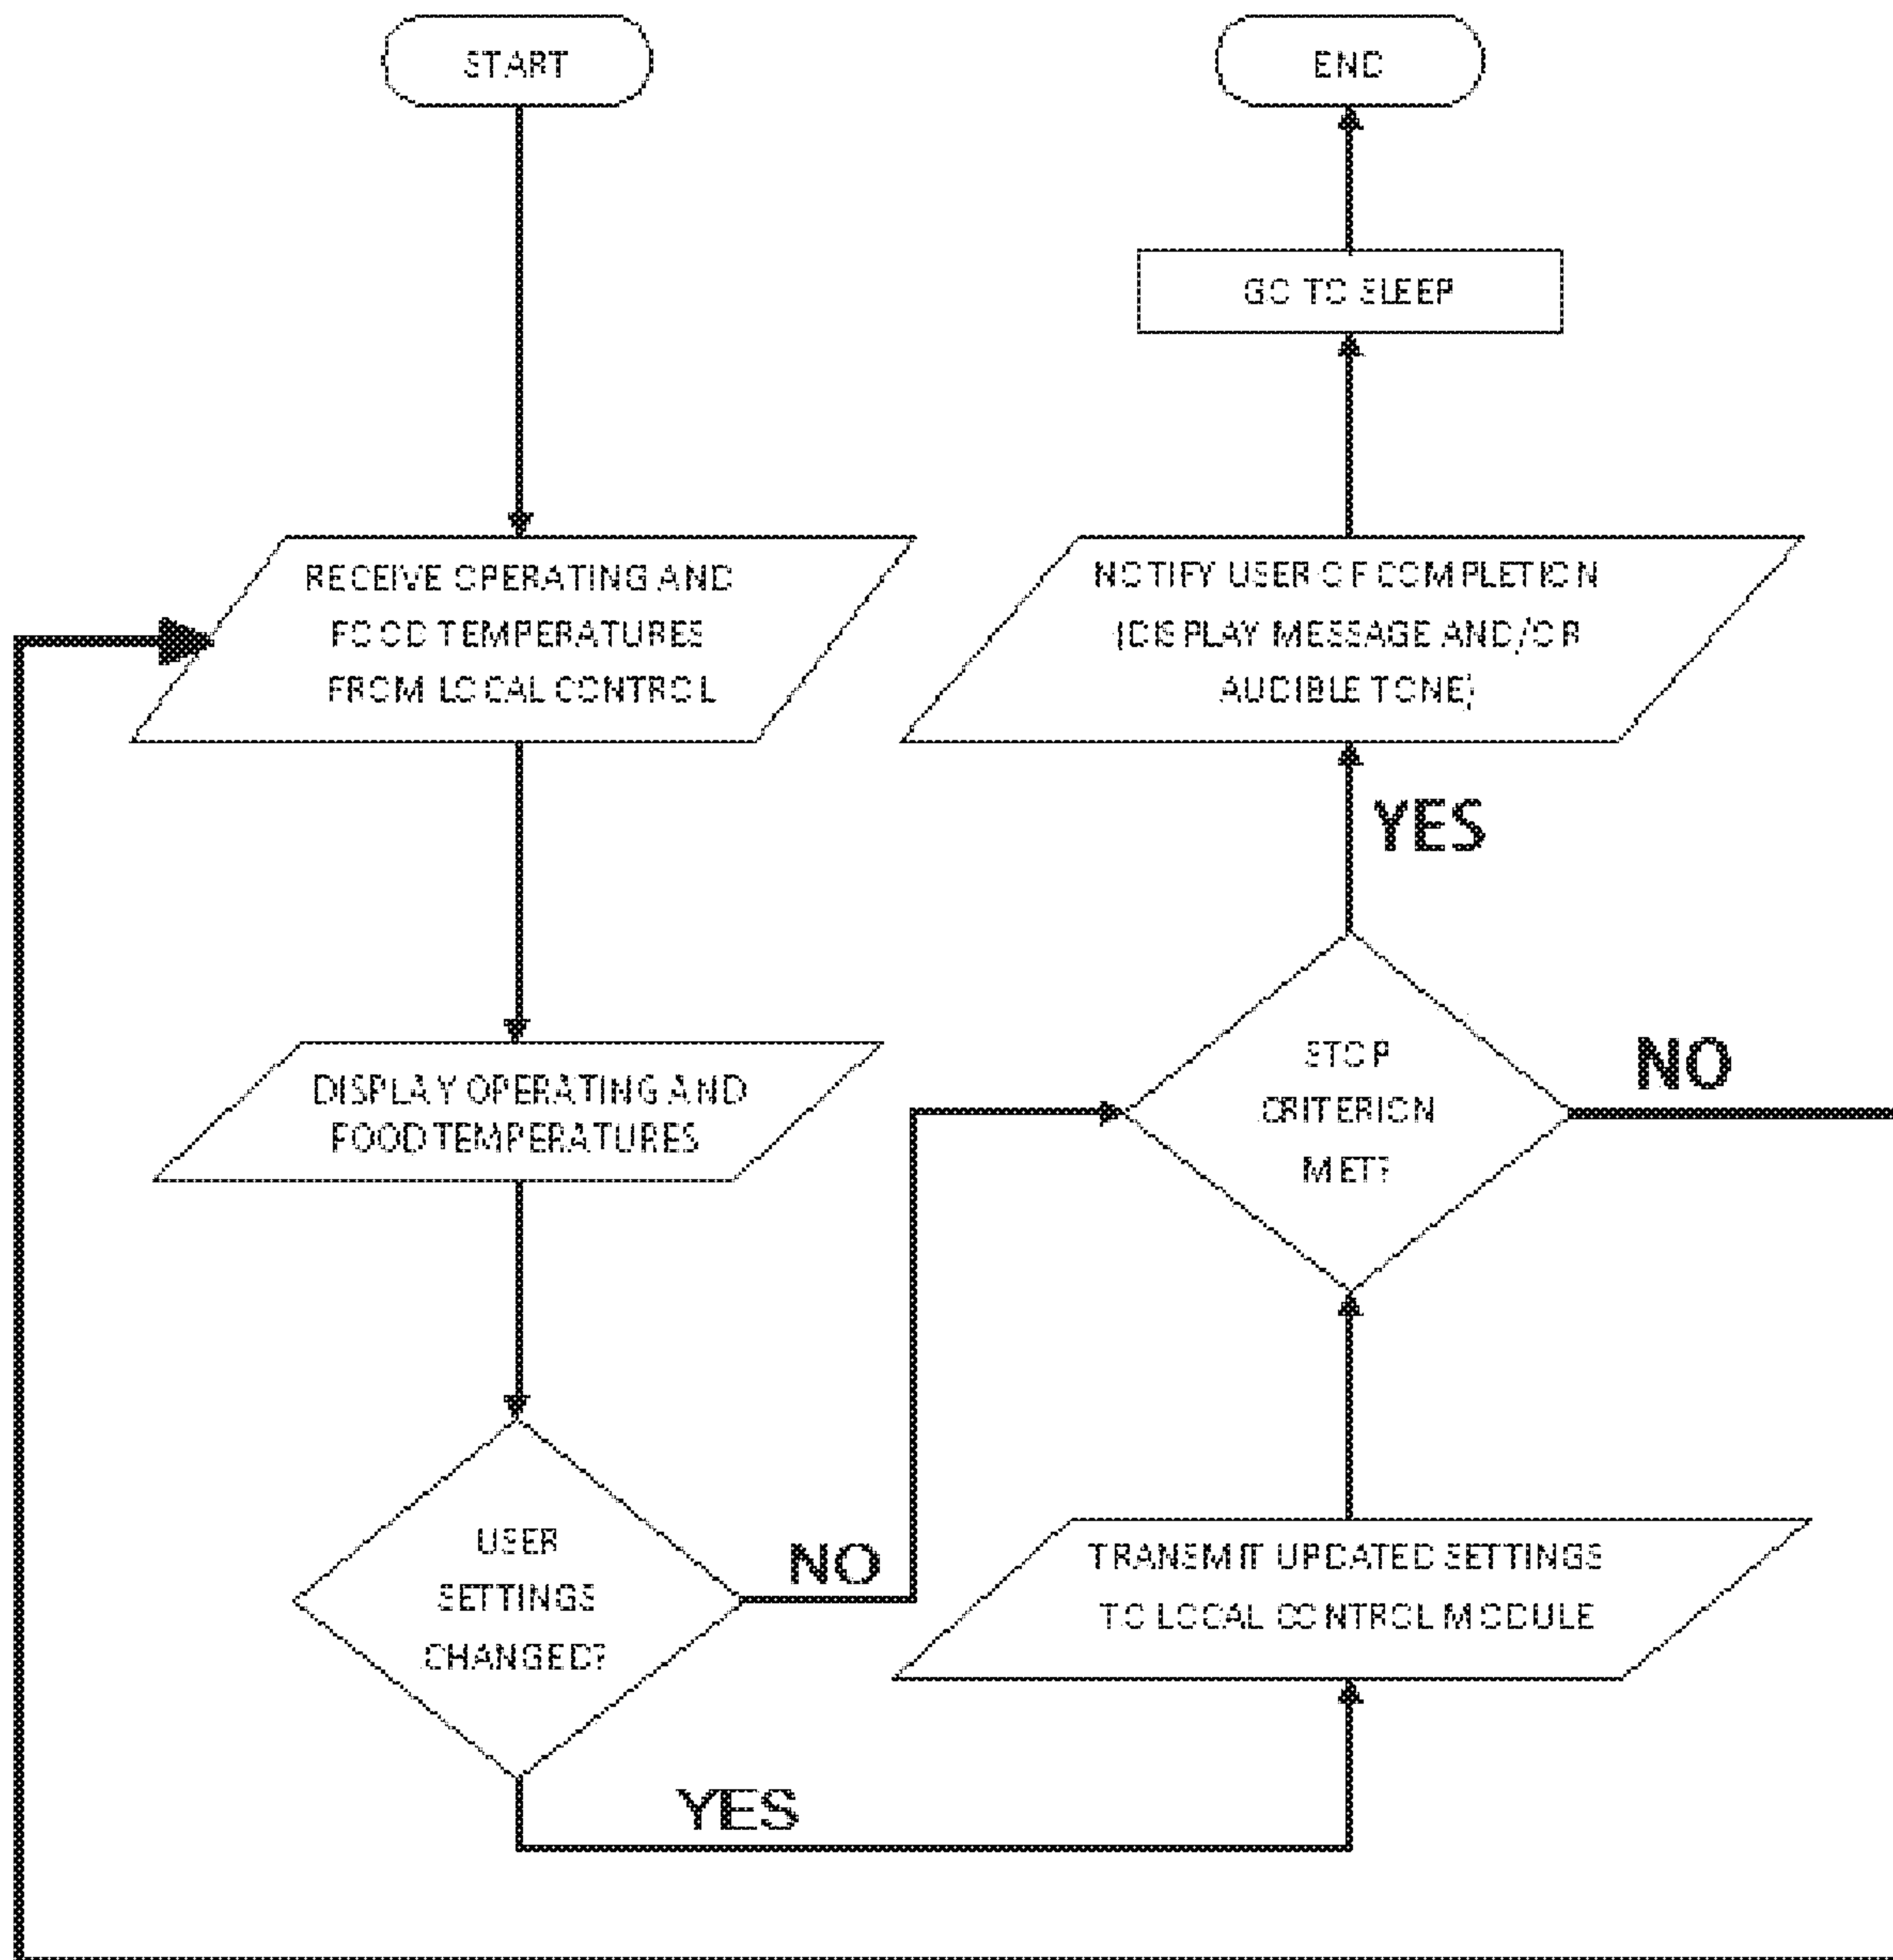 START
RECEIVE OPERATING AND
FOOD TEMPERATURES
FROM LOCAL CONTROL
DISPLAY OPERATING AND
FOOD TEMPERATURES
USER
SETTINGS
CHANGED?
NO
YES
TRANSMIT UPDATED SETTINGS
TO LOCAL CONTROL MODULE
STOP
CRITERION
MET?
NO
YES
NOTIFY USER OF COMPLETION
(DISPLAY MESSAGE AND/OR
AUDIBLE TONE)
GO TO SLEEP
END